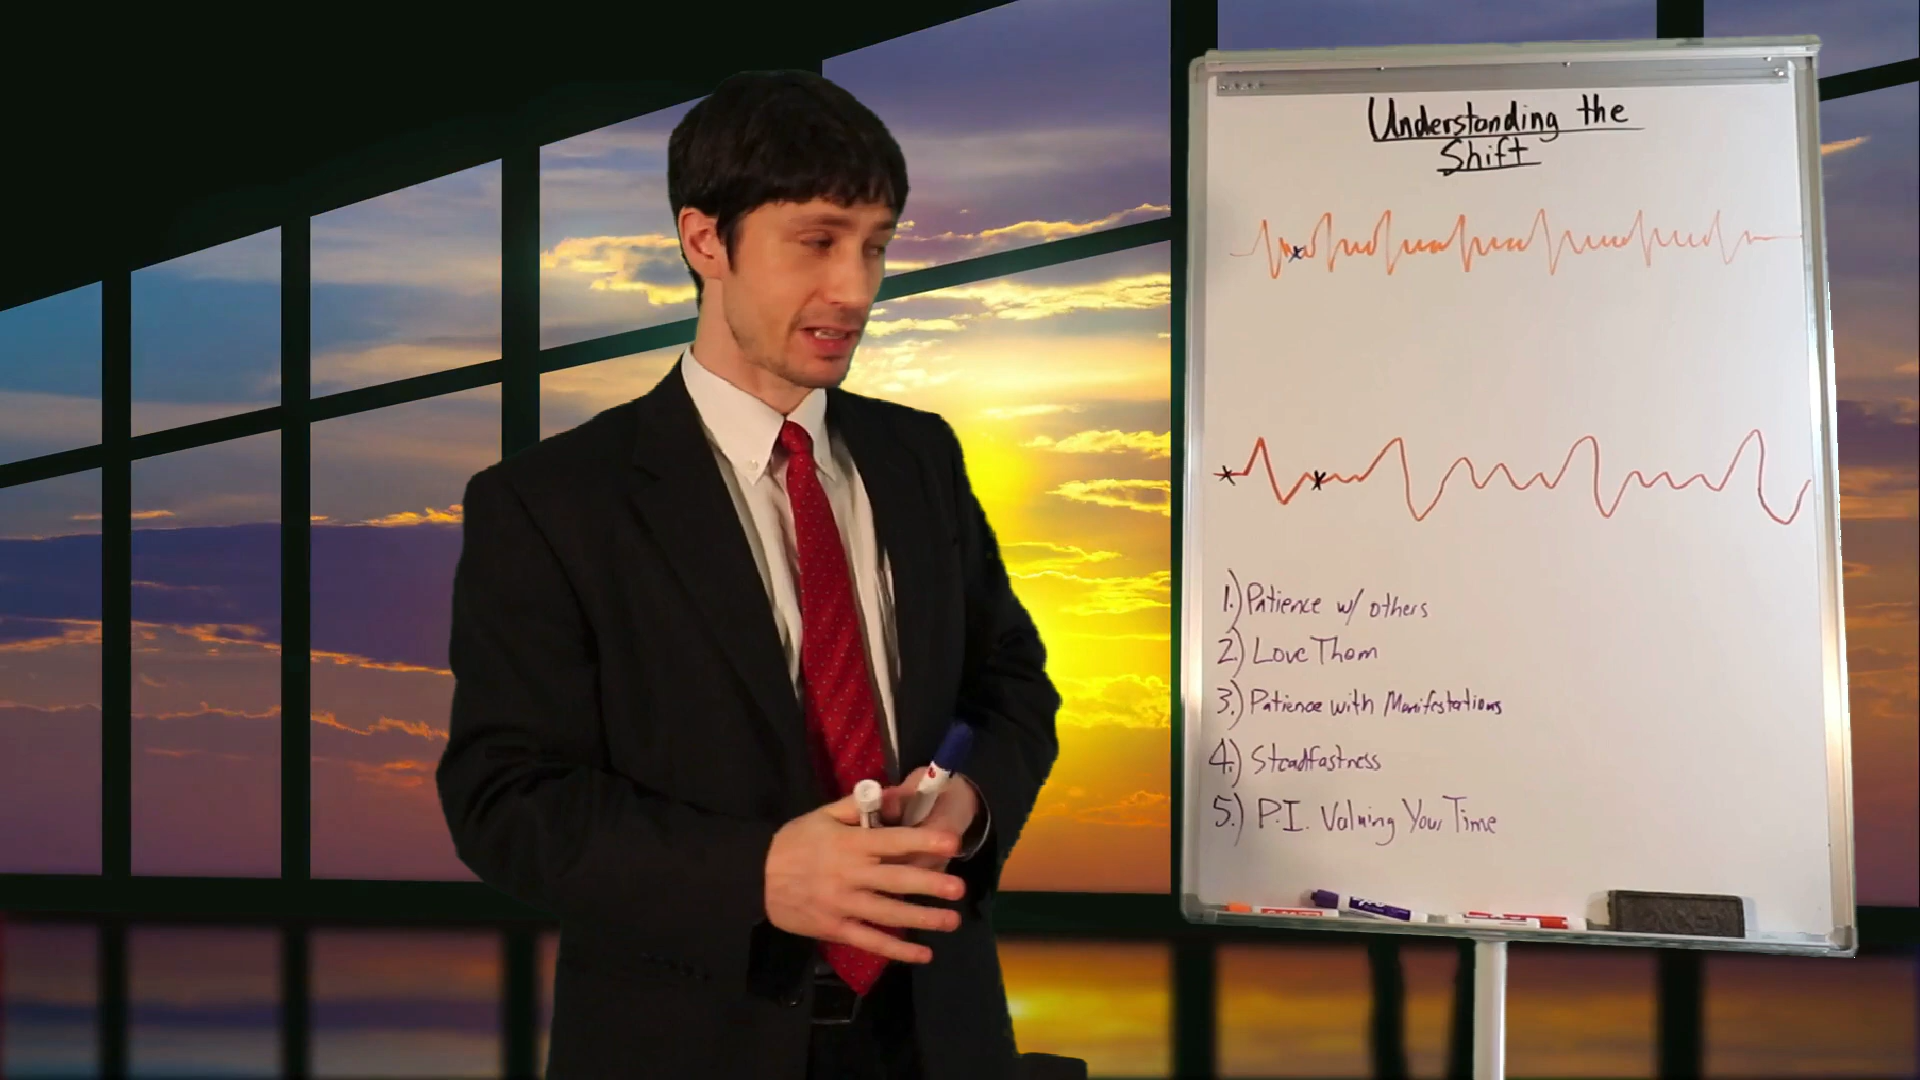 Understanding the
Shift
1.) Patience w/ others
2.) Love Them
3.) Patience with Manifestations
4.) Steadfastness
5.) P.I. Valuing Your Time